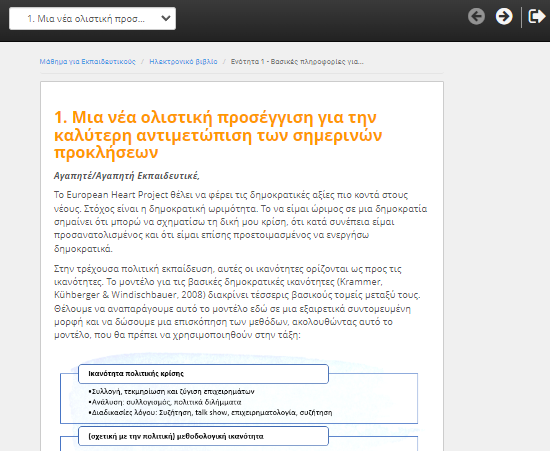 1. Μια νέα ολιστική προσ...
Μάθημα για Εκπαιδευτικούς / Ηλεκτρονικό βιβλίο / Ενότητα 1 - Βασικές πληροφορίες για...
1. Μια νέα ολιστική προσέγγιση για την
καλύτερη αντιμετώπιση των σημερινών
προκλήσεων
Αγαπητέ/Αγαπητή Εκπαιδευτικέ,
Το European Heart Project θέλει να φέρει τις δημοκρατικές αξίες πιο κοντά στους
νέους. Στόχος είναι η δημοκρατική ωριμότητα. Το να είμαι ώριμος σε μια δημοκρατία
σημαίνει ότι μπορώ να σχηματίσω τη δική μου κρίση, ότι κατά συνέπεια είμαι
προσανατολισμένος και ότι είμαι επίσης προετοιμασμένος να ενεργήσω
δημοκρατικά.
Στην τρέχουσα πολιτική εκπαίδευση, αυτές οι ικανότητες ορίζονται ως προς τις
ικανότητες. Το μοντέλο για τις βασικές δημοκρατικές ικανότητες (Krammer,
Kühberger & Windischbauer, 2008) διακρίνει τέσσερις βασικούς τομείς μεταξύ τους.
Θέλουμε να αναπαράγουμε αυτό το μοντέλο εδώ σε μια εξαιρετικά συντομευμένη
μορφή και να δώσουμε μια επισκόπηση των μεθόδων, ακολουθώντας αυτό το
μοντέλο, που θα πρέπει να χρησιμοποιηθούν στην τάξη:
Ικανότητα πολιτικής κρίσης
•Συλλογή, τεκμηρίωση και ζύγιση επιχειρημάτων
•Ανάλυση: συλλογισμός, πολιτικά διλήμματα
•Διαδικασίες λόγου: Συζήτηση, talk show, επιχειρηματολογία, συζήτηση
(σχετική με την πολιτική) μεθοδολογική ικανότητα